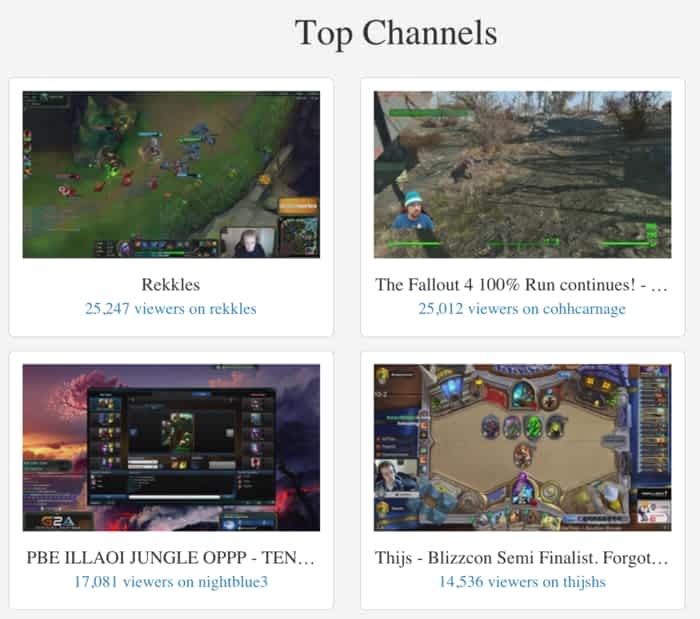 Top Channels
Rekkles
25,247 viewers on rekkles
The Fallout 4 100% Run continues! - ...
25,012 viewers on cohhcarnage
G2A
PBE ILLAOI JUNGLE OPPP - TEN...
17,081 viewers on nightblue3
Thijs - Blizzcon Semi Finalist. Forgot...
14,536 viewers on thijshs